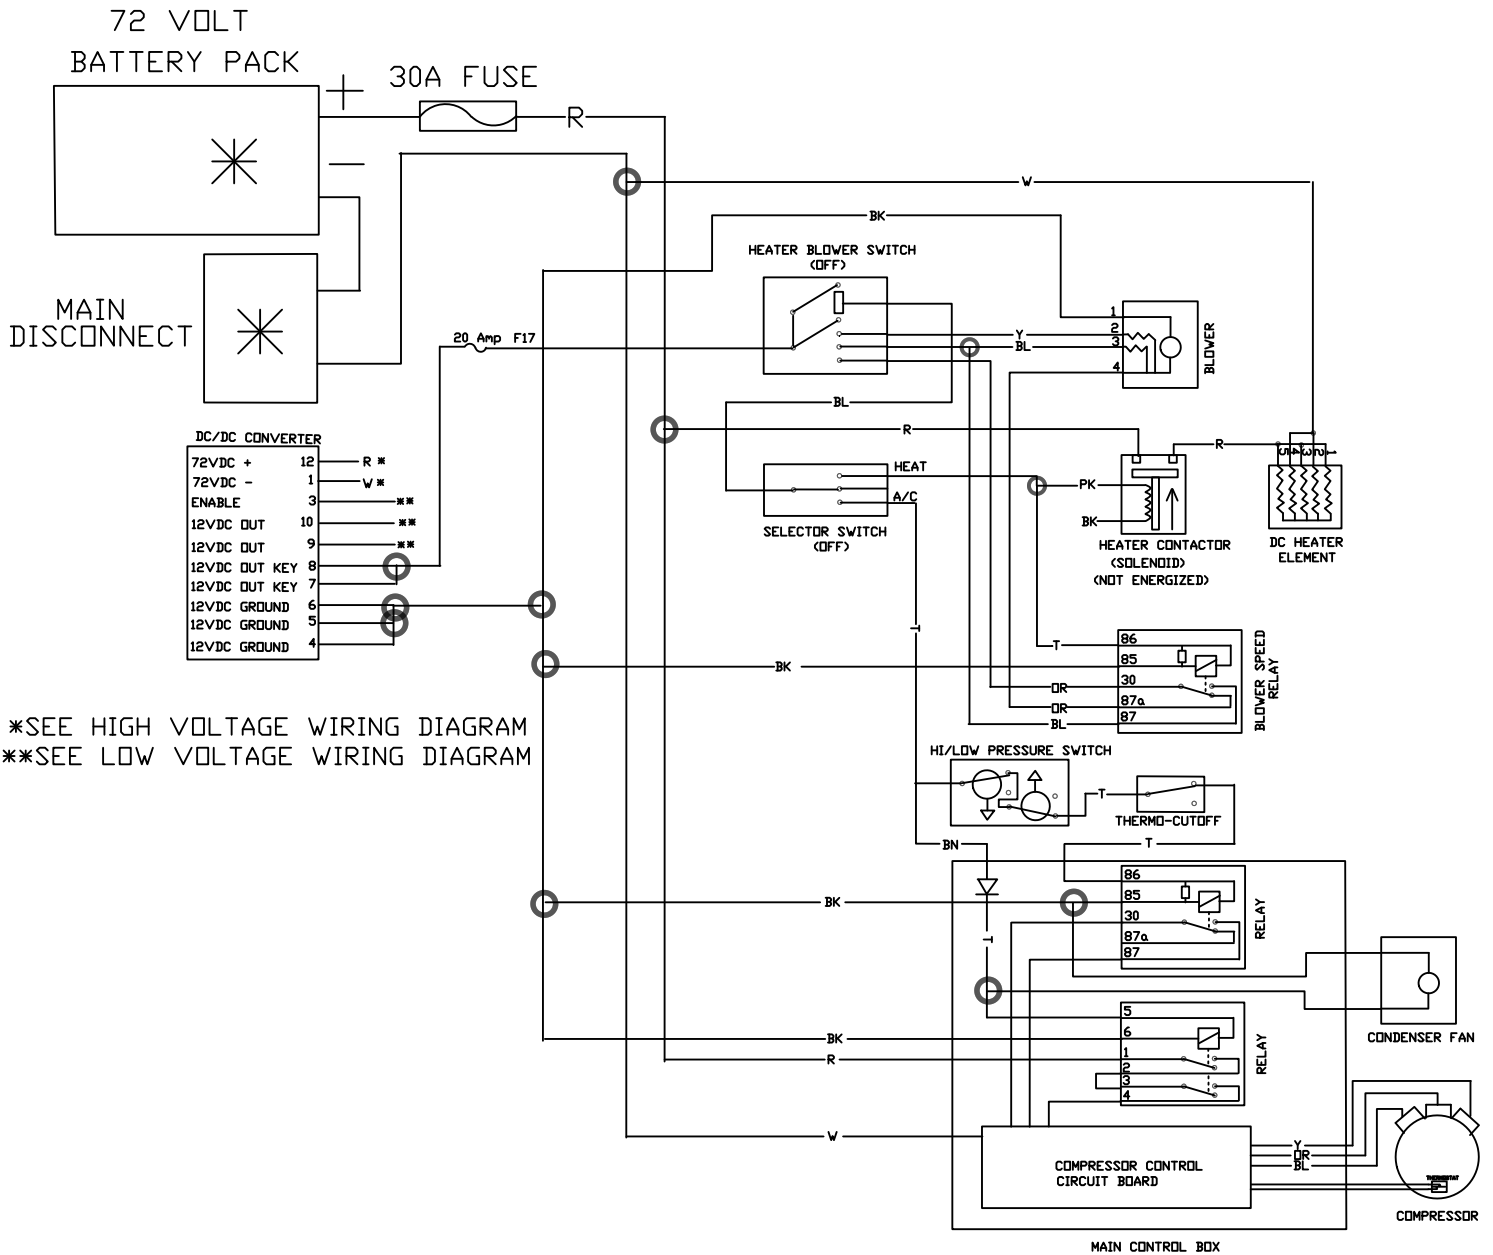 72 VOLT
BATTERY PACK
+
30A FUSE
R
—
W
BK
HEATER BLOWER SWITCH
(OFF)
MAIN
DISCONNECT
20 Amp F17
Y
BL
1
2
3
4
BLOWER
BL
R
R
DC/DC CONVERTER
72VDC + 12 R *
72VDC - 1 W *
ENABLE 3 **
12VDC OUT 10 **
12VDC OUT 9 **
12VDC OUT KEY 8
12VDC OUT KEY 7
12VDC GROUND 6
12VDC GROUND 5
12VDC GROUND 4
HEAT
A/C
SELECTOR SWITCH
(OFF)
PK
BK
HEATER CONTACTOR
(SOLENOID)
(NOT ENERGIZED)
5 4 3 2 1
DC HEATER
ELEMENT
T
T
BK
OR
OR
BL
86
85
30
87a
87
BLOWER SPEED
RELAY
*SEE HIGH VOLTAGE WIRING DIAGRAM
**SEE LOW VOLTAGE WIRING DIAGRAM
HI/LOW PRESSURE SWITCH
T
THERMO-CUTOFF
BN
T
86
85
30
87a
87
RELAY
BK
T
5
6
1
2
3
4
RELAY
BK
R
CONDENSER FAN
W
COMPRESSOR CONTROL
CIRCUIT BOARD
Y
OR
BL
THERMOSTAT
COMPRESSOR
MAIN CONTROL BOX